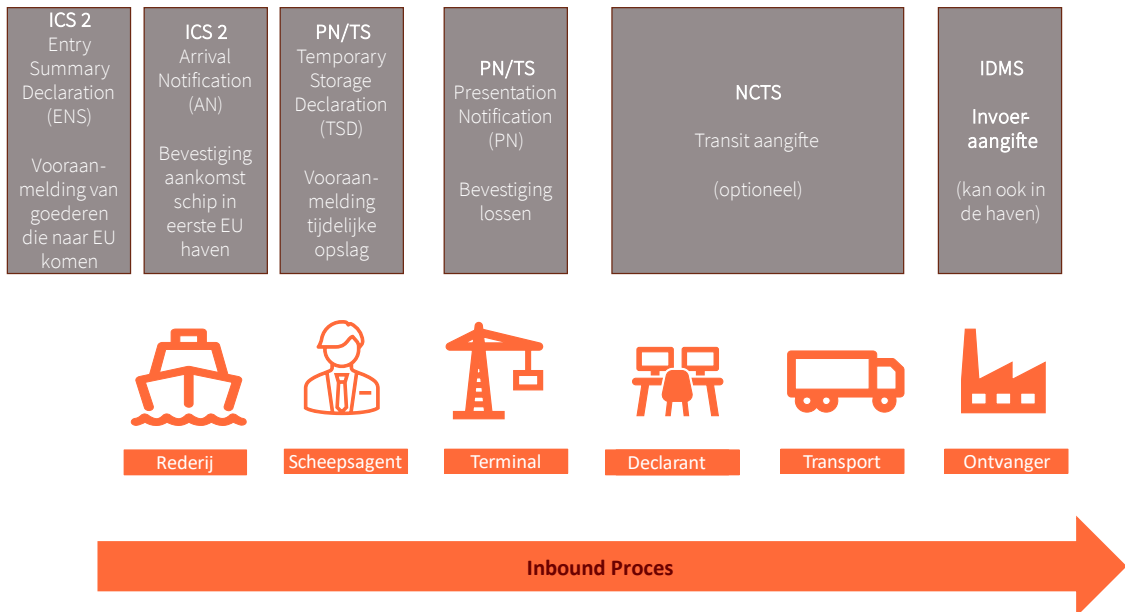 ICS 2
Entry
Summary
Declaration
(ENS)
Vooraan-
melding van
goederen
die naar EU
komen
ICS 2
Arrival
Notification
(AN)
Bevestiging
aankomst
schip in
eerste EU
haven
PN/TS
Temporary
Storage
Declaration
(TSD)
Vooraan-
melding
tijdelijke
opslag
PN/TS
Presentation
Notification
(PN)
Bevestiging
lossen
NCTS
Transit aangifte
(optioneel)
IDMS
Invoer-
aangifte
(kan ook in
de haven)
Rederij
Scheepsagent
Terminal
Declarant
Transport
Ontvanger
Inbound Proces